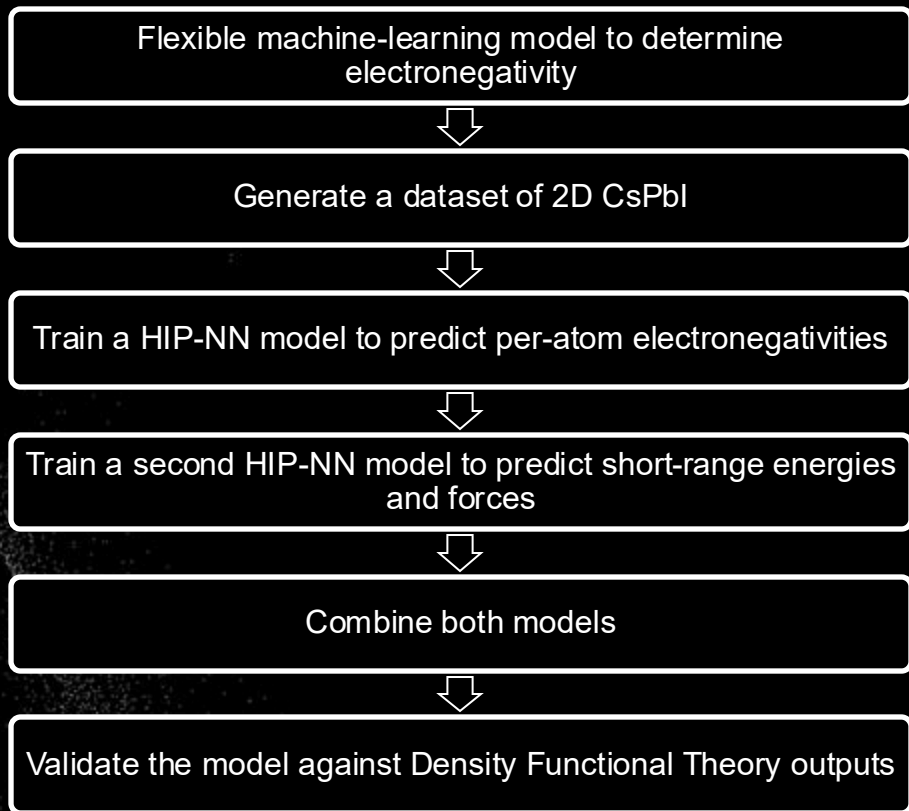 Flexible machine-learning model to determine
electronegativity
Generate a dataset of 2D CsPbI
Train a HIP-NN model to predict per-atom electronegativities
Train a second HIP-NN model to predict short-range energies
and forces
Combine both models
Validate the model against Density Functional Theory outputs